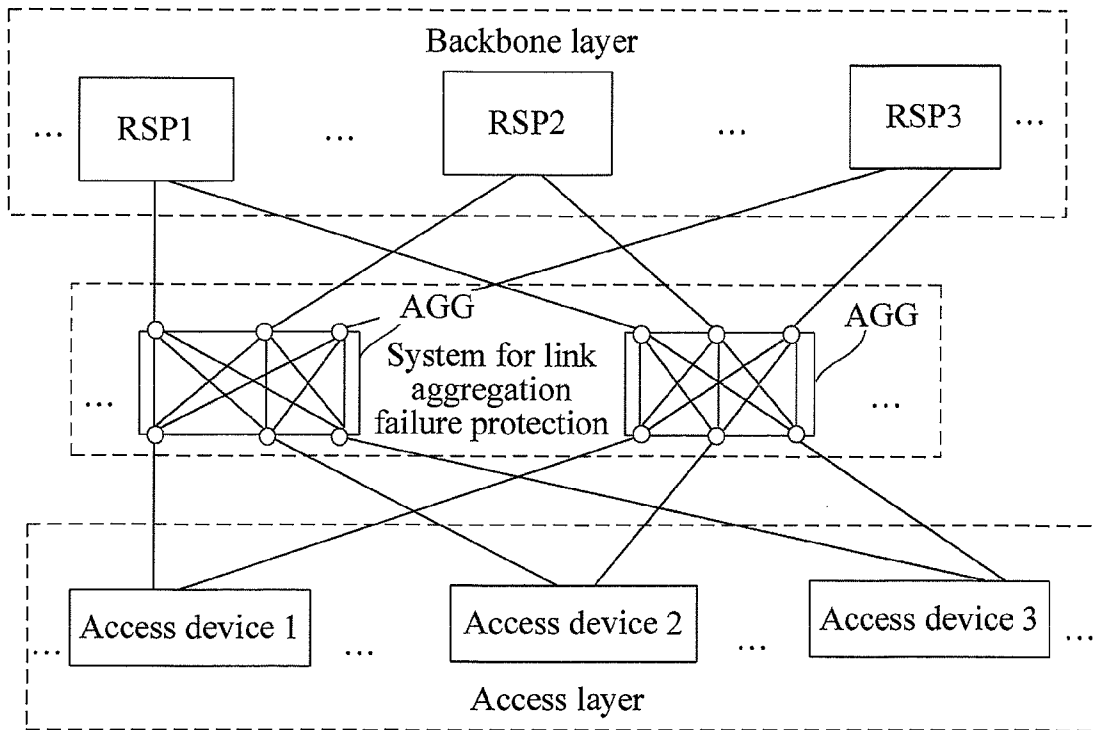 Backbone layer
... RSP1 ... RSP2 ... RSP3 ...
AGG
AGG
System for link
aggregation
failure protection
... ...
Access device 1
Access device 2
Access device 3
... ... ... ...
Access layer